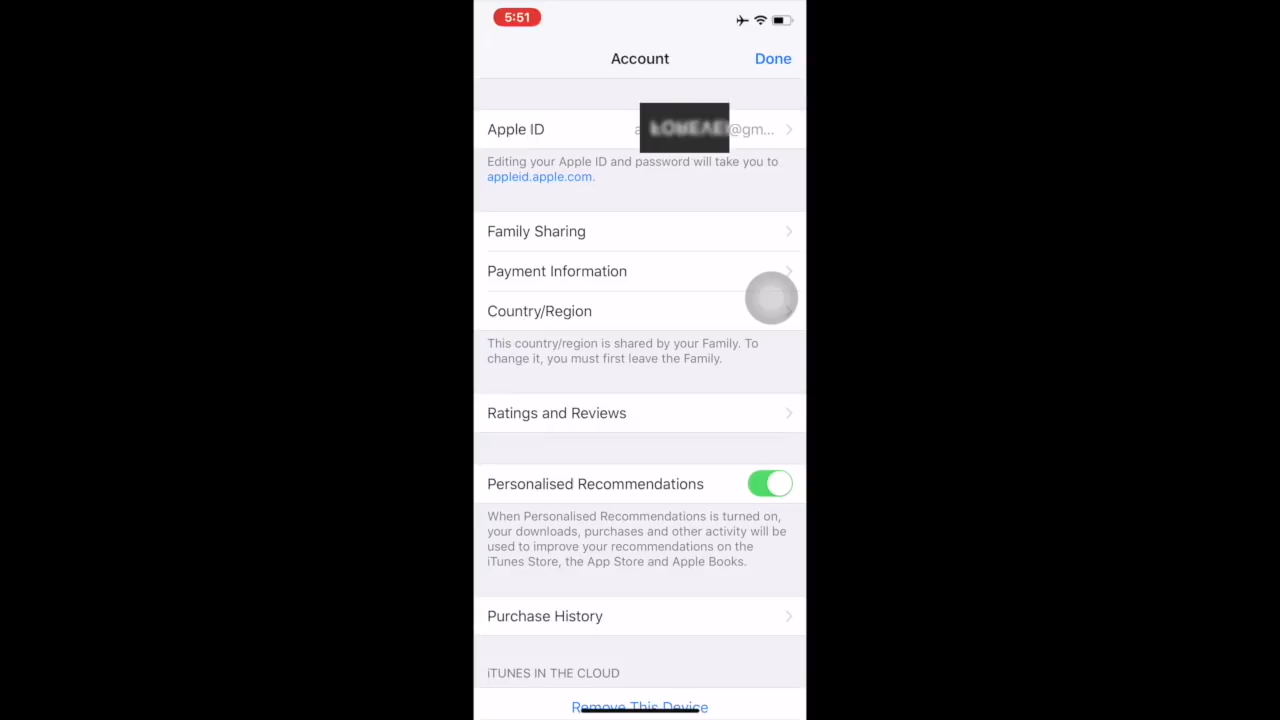 5:51
Account
Done
Apple ID
@gm...
Editing your Apple ID and password will take you to
appleid.apple.com.
Family Sharing
Payment Information
Country/Region
This country/region is shared by your Family. To
change it, you must first leave the Family.
Ratings and Reviews
Personalised Recommendations
When Personalised Recommendations is turned on,
your downloads, purchases and other activity will be
used to improve your recommendations on the
iTunes Store, the App Store and Apple Books.
Purchase History
iTUNES IN THE CLOUD
Remove This Device